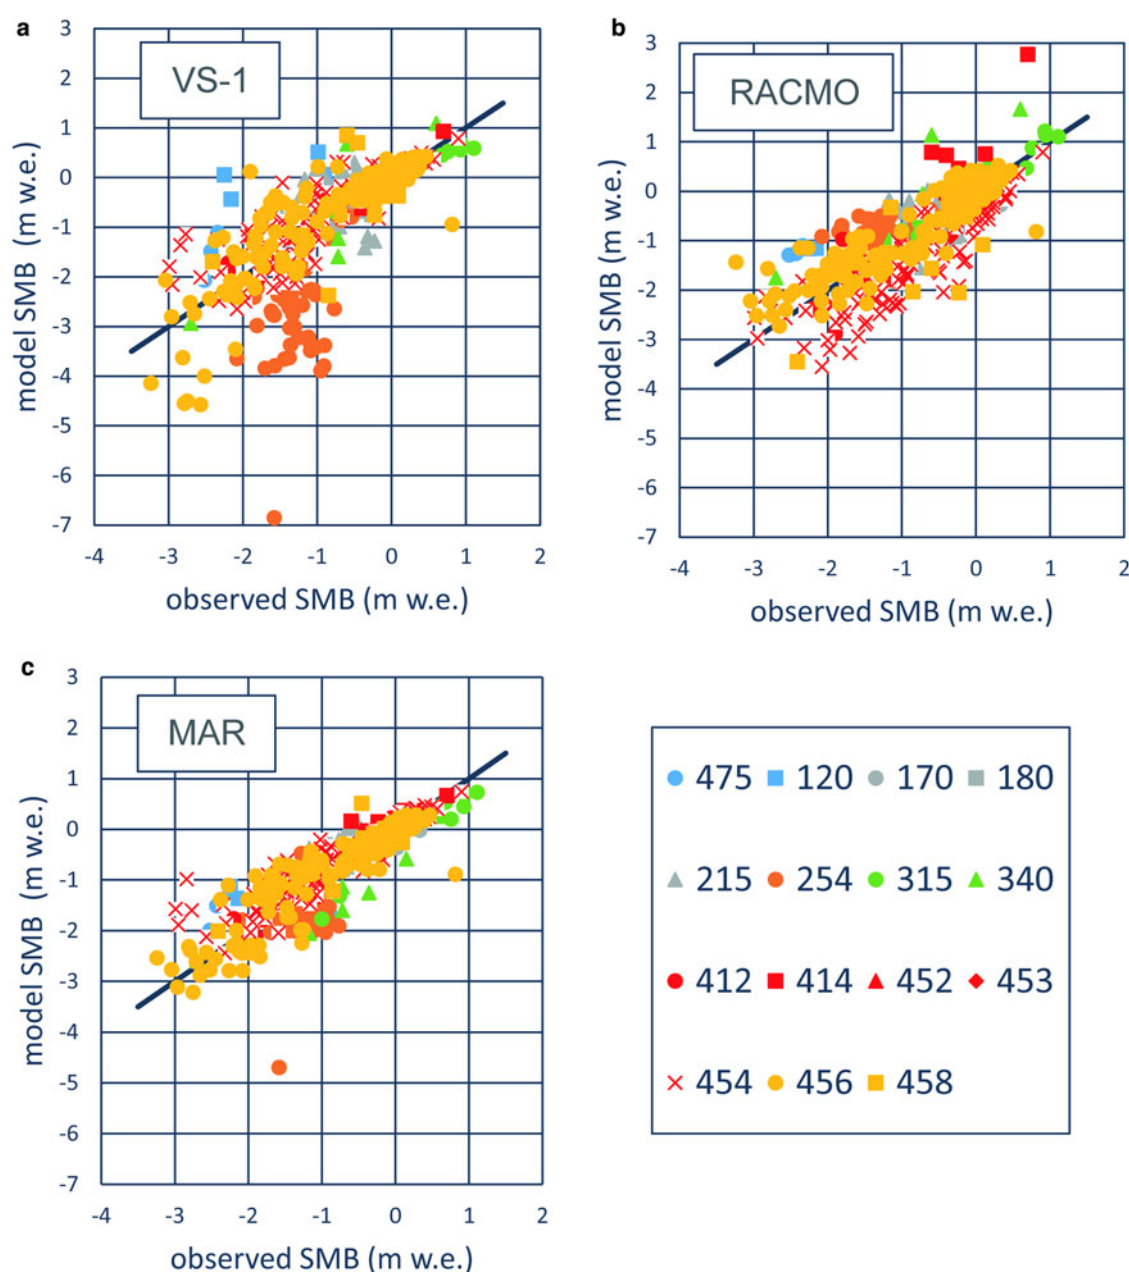 a
3
2
1
0
-1
-2
-3
-4
-5
-6
-7
VS-1
model SMB (m w.e.)
-4 -3 -2 -1 0 1 2
observed SMB (m w.e.)
b
3
2
1
0
-1
-2
-3
-4
-5
-6
-7
RACMO
model SMB (m w.e.)
-4 -3 -2 -1 0 1 2
observed SMB (m w.e.)
c
3
2
1
0
-1
-2
-3
-4
-5
-6
-7
MAR
model SMB (m w.e.)
-4 -3 -2 -1 0 1 2
observed SMB (m w.e.)
475 120 170 180
215 254 315 340
412 414 452 453
454 456 458